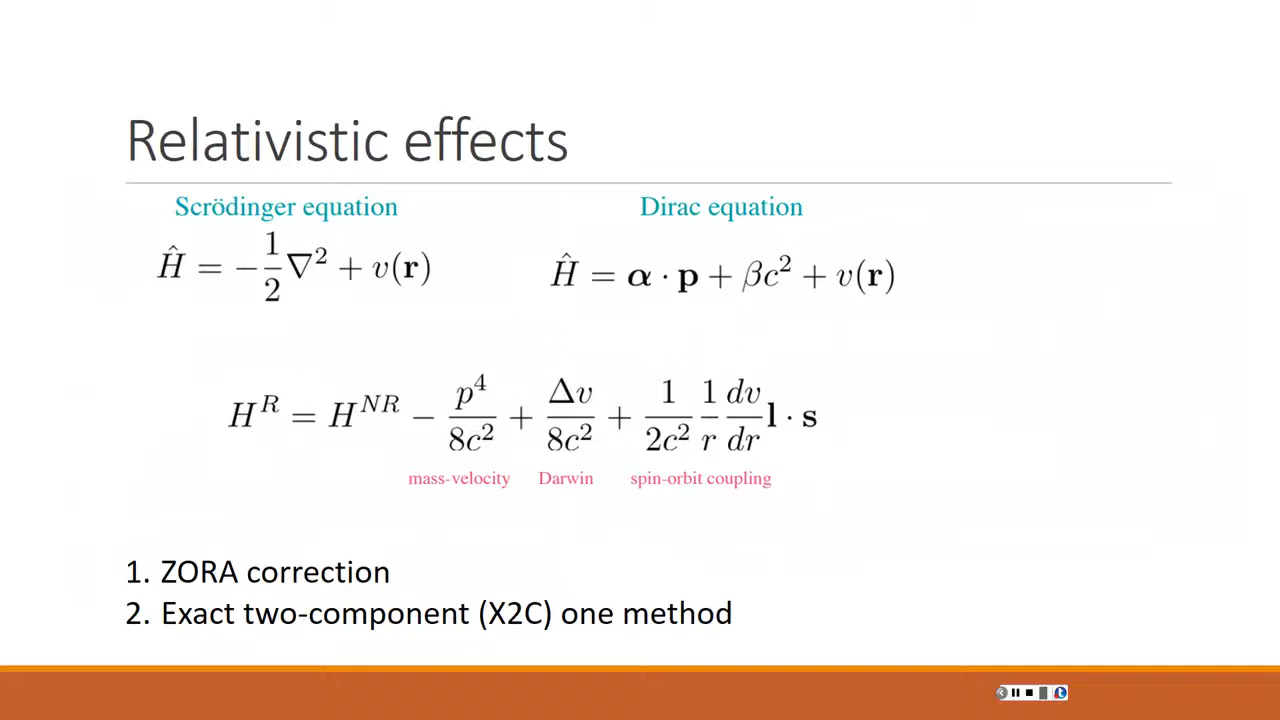 Relativistic effects
Scrödinger equation
Dirac equation
Ĥ = −1/2 ∇² + v(r)
Ĥ = α · p + βc² + v(r)
H^R = H^NR − p⁴/8c² + Δv/8c² + 1/2c² 1/r dv/dr l · s
mass-velocity Darwin spin-orbit coupling
1. ZORA correction
2. Exact two-component (X2C) one method